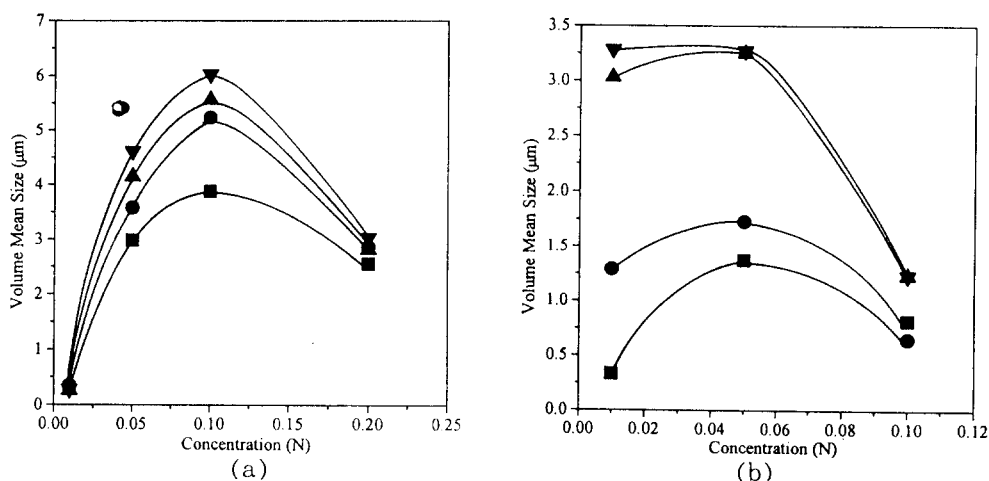 7
6
5
4
3
2
1
0
Volume Mean Size (μm)
0.00 0.05 0.10 0.15 0.20 0.25
Concentration (N)
(a)
3.5
3.0
2.5
2.0
1.5
1.0
0.5
0.0
Volume Mean Size (μm)
0.00 0.02 0.04 0.06 0.08 0.10 0.12
Concentration (N)
(b)